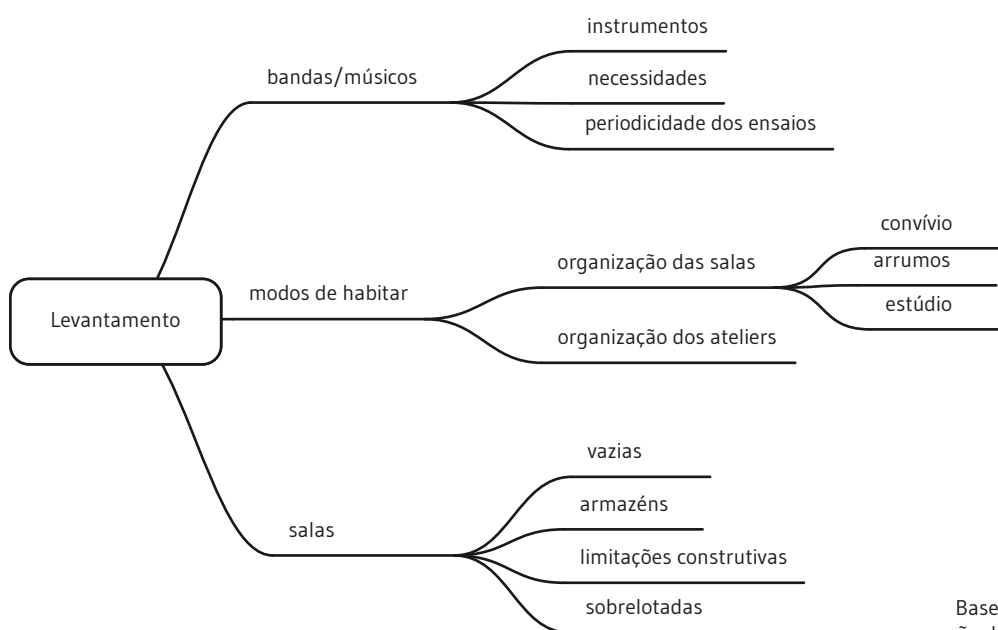 instrumentos
bandas/músicos
necessidades
periodicidade dos ensaios
convívio
organização das salas
arrumos
modos de habitar
estúdio
Levantamento
organização dos ateliers
vazias
armazéns
salas
limitações construtivas
sobrelotadas
Base